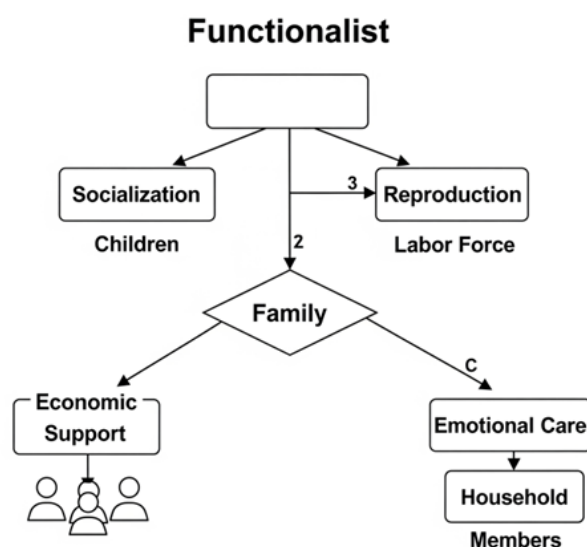 Functionalist
Socialization
3
Reproduction
Children
2
Labor Force
Family
C
Economic
Support
Emotional Care
Household
Members